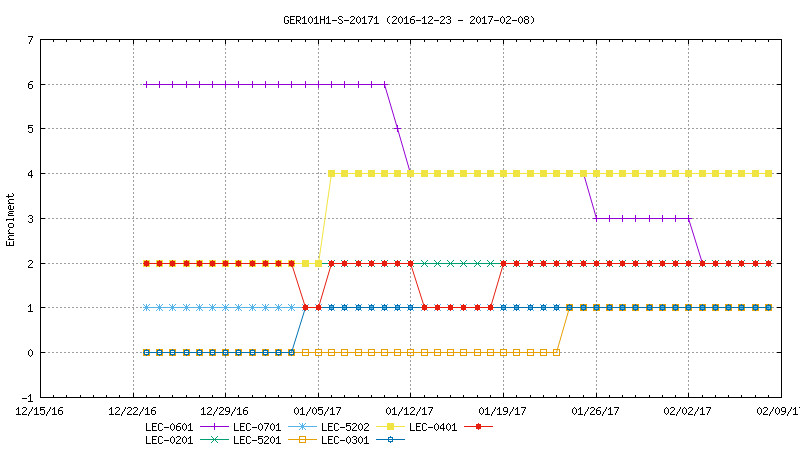 GER101H1-S-20171 (2016-12-23 - 2017-02-08)
7
6
5
4
3
2
1
0
-1
Enrolment
12/15/16 12/22/16 12/29/16 01/05/17 01/12/17 01/19/17 01/26/17 02/02/17 02/09/1
LEC-0601 LEC-0701 LEC-5202 LEC-0401
LEC-0201 LEC-5201 LEC-0301